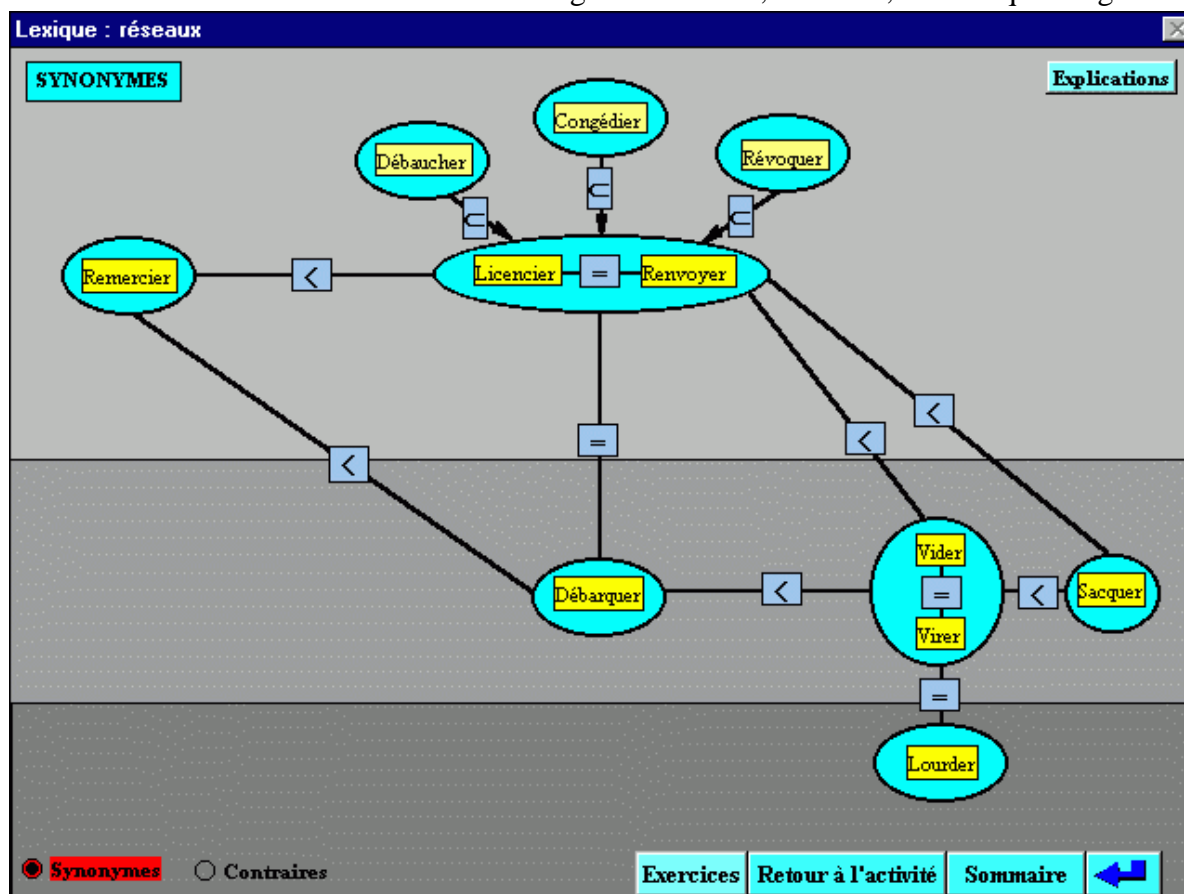 Lexique : réseaux
SYNONYMES
Explications
Congédier
Débaucher
Révoquer
⊂
⊂
⊂
Remercier
<
Licencier
=
Renvoyer
<
<
=
<
Vider
=
Virer
Débarquer
<
<
Sacquer
=
Lourder
Synonymes
Contraires
Exercices
Retour à l'activité
Sommaire